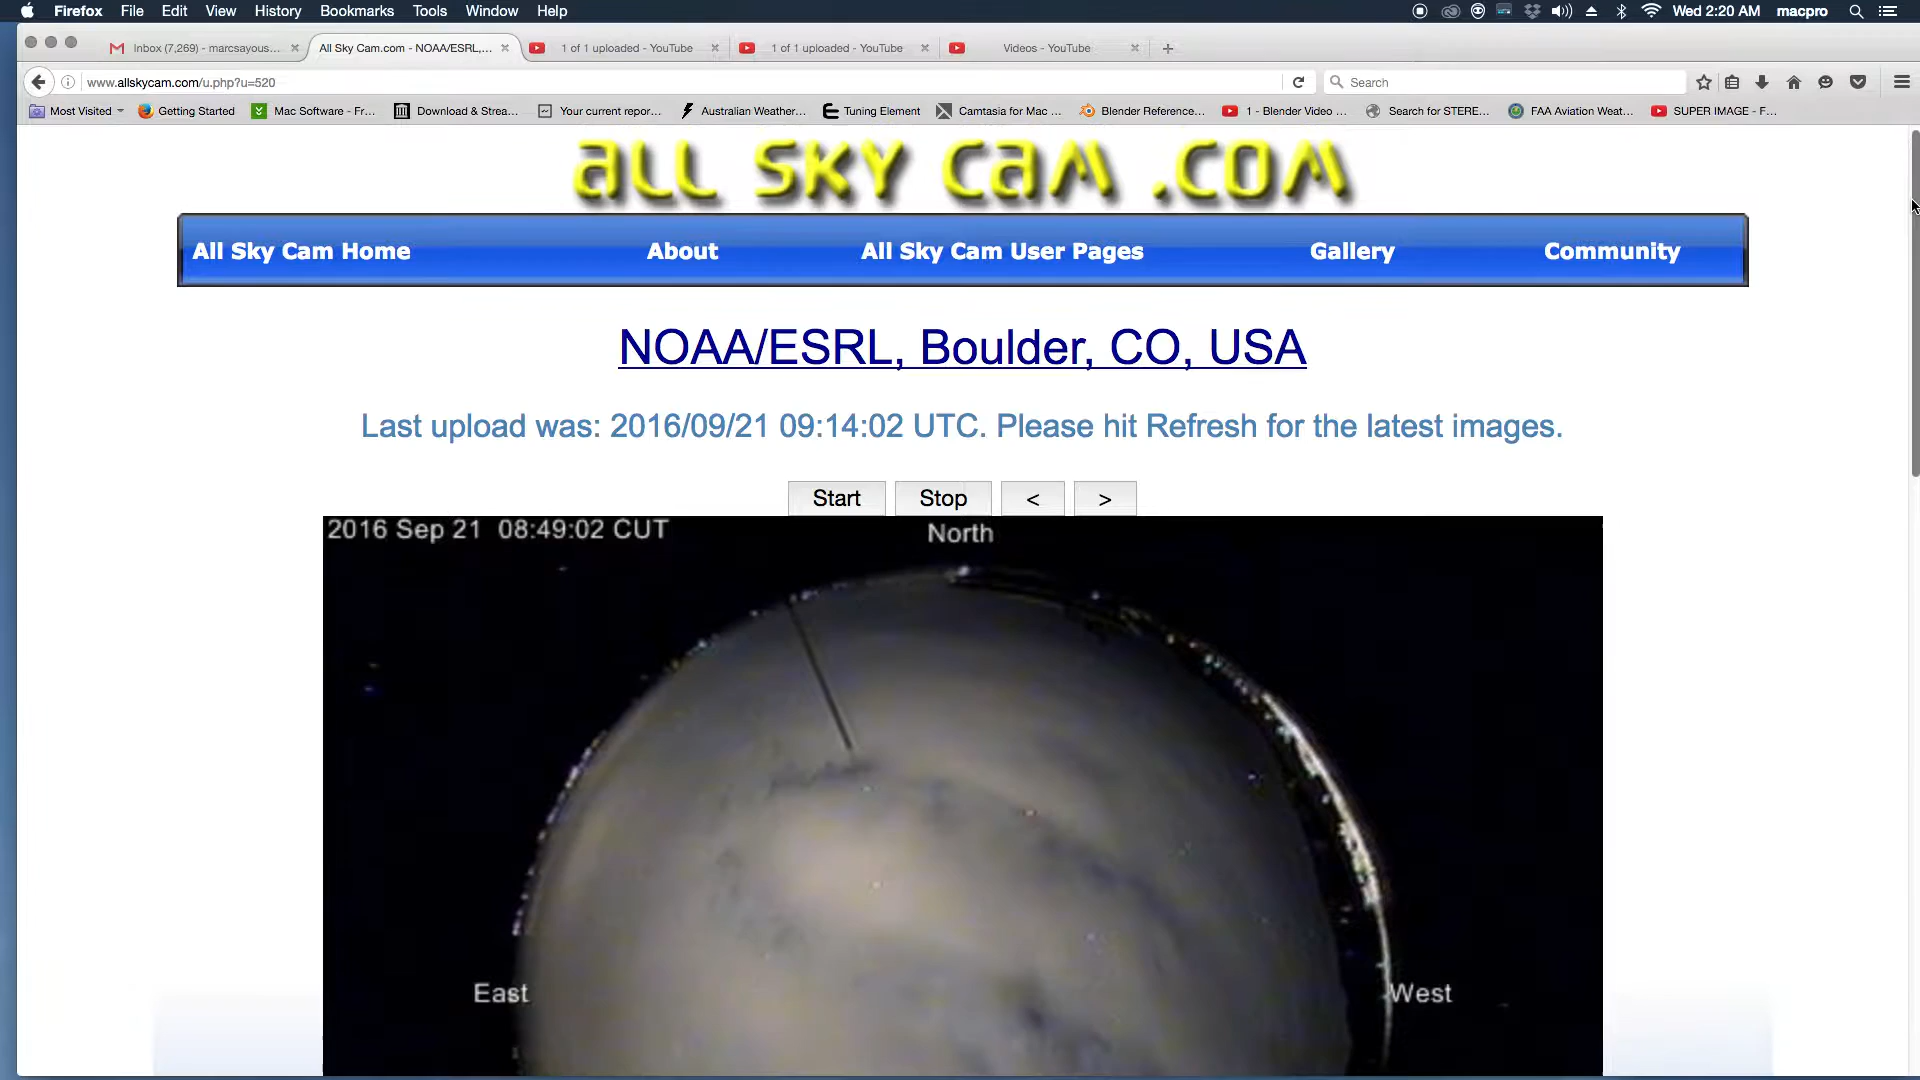 Firefox File Edit View History Bookmarks Tools Window Help Wed 2:20 AM macpro
Inbox (7,269) - marcsayous... All Sky Cam.com - NOAA/ESRL,... 1 of 1 uploaded - YouTube 1 of 1 uploaded - YouTube Videos - YouTube
www.allskycam.com/u.php?u=520 Search
Most Visited Getting Started Mac Software - Fr... Download & Strea... Your current repor... Australian Weather... Tuning Element Camtasia for Mac ... Blender Reference... 1 - Blender Video ... Search for STERE... FAA Aviation Weat... SUPER IMAGE - F...
all sky cam .com
All Sky Cam Home About All Sky Cam User Pages Gallery Community
NOAA/ESRL, Boulder, CO, USA
Last upload was: 2016/09/21 09:14:02 UTC. Please hit Refresh for the latest images.
Start Stop < >
2016 Sep 21 08:49:02 CUT North
East West